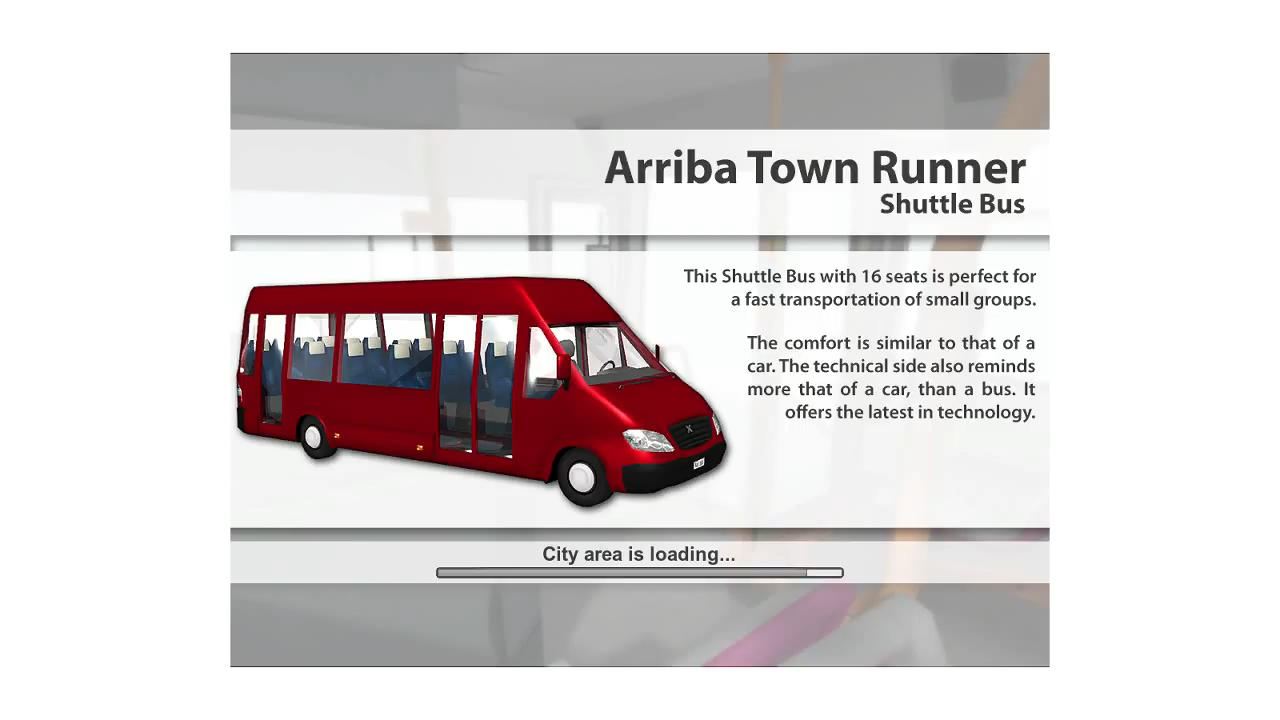 Arriba Town Runner
Shuttle Bus
This Shuttle Bus with 16 seats is perfect for
a fast transportation of small groups.
The comfort is similar to that of a
car. The technical side also reminds
more that of a car, than a bus. It
offers the latest in technology.
City area is loading...